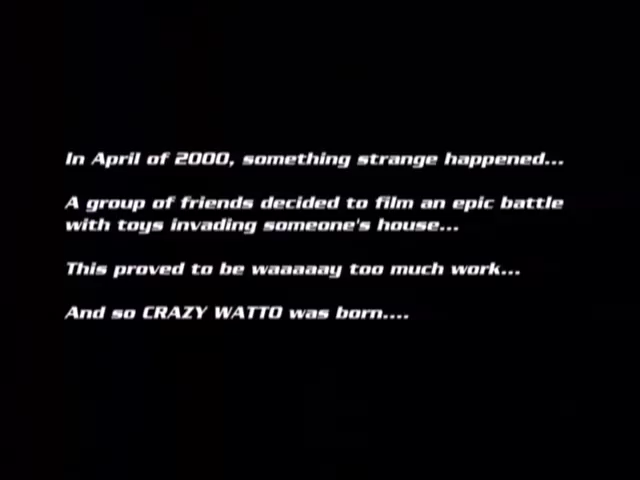 In April of 2000, something strange happened...
A group of friends decided to film an epic battle
with toys invading someone's house...
This proved to be waaaaay too much work...
And so CRAZY WATTO was born....